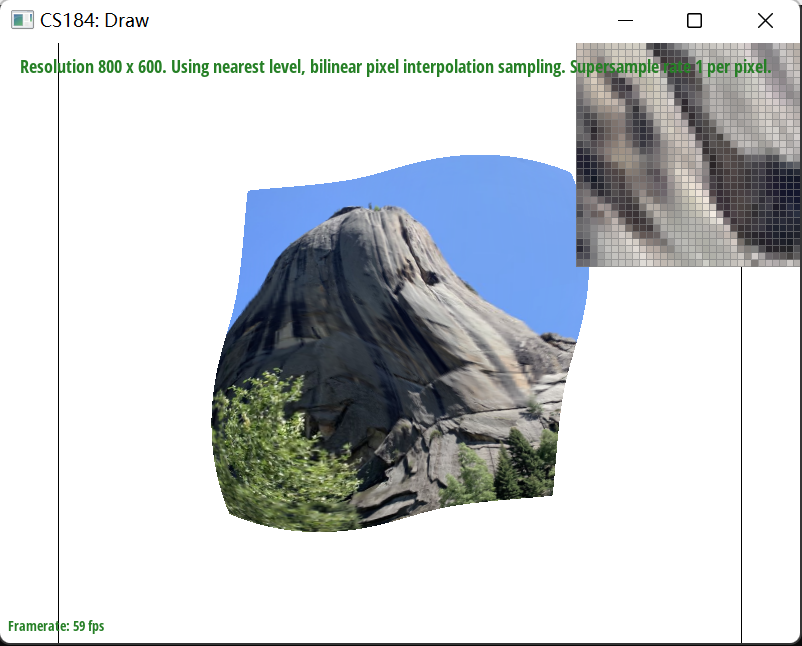 CS184: Draw
Resolution 800 x 600. Using nearest level, bilinear pixel interpolation sampling. Supersample rate 1 per pixel.
Framerate: 59 fps